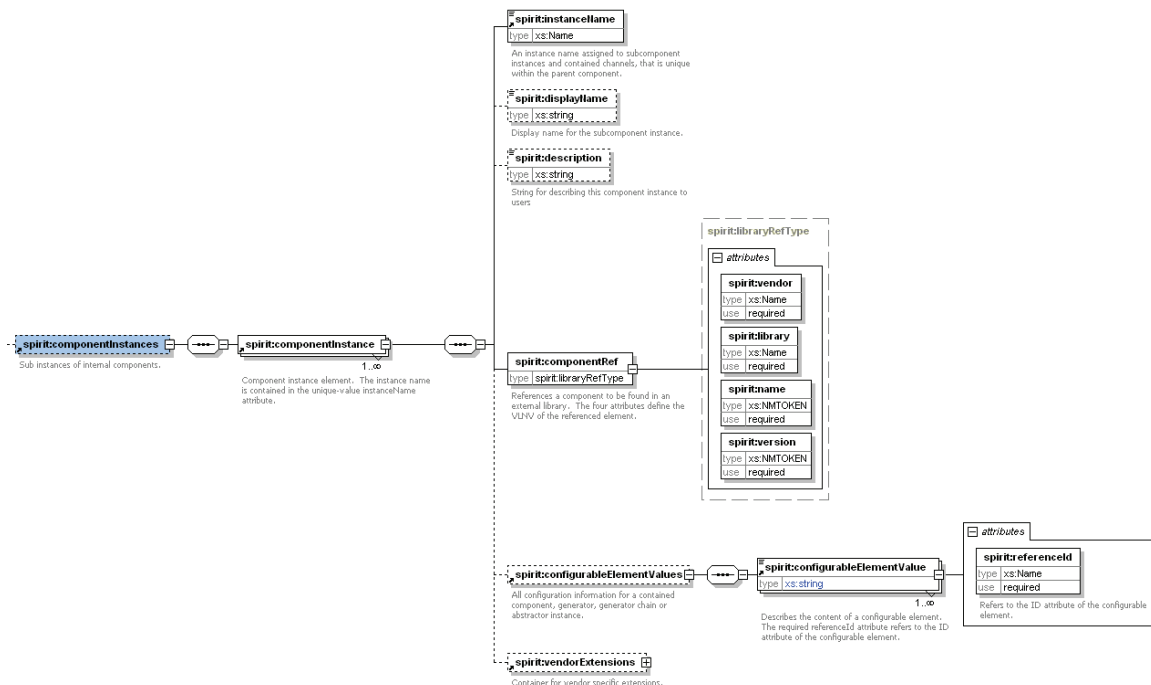 spirit:instanceName
type xs:Name
An instance name assigned to subcomponent
instances and contained channels, that is unique
within the parent component.
spirit:displayName
type xs:string
Display name for the subcomponent instance.
spirit:description
type xs:string
String for describing this component instance to
users
spirit:libraryRefType
attributes
spirit:vendor
type xs:Name
use required
spirit:library
type xs:Name
use required
spirit:name
type xs:NMTOKEN
use required
spirit:version
type xs:NMTOKEN
use required
spirit:componentInstances
Sub instances of internal components.
spirit:componentInstance
1..∞
Component instance element. The instance name
is contained in the unique-value instanceName
attribute.
spirit:componentRef
type spirit:libraryRefType
References a component to be found in an
external library. The four attributes define the
VLNV of the referenced element.
spirit:configurableElementValues
All configuration information for a contained
component, generator, generator chain or
abstractor instance.
spirit:configurableElementValue
type xs:string
1..∞
Describes the content of a configurable element.
The required referenceId attribute refers to the ID
attribute of the configurable element.
attributes
spirit:referenceId
type xs:Name
use required
Refers to the ID attribute of the configurable
element.
spirit:vendorExtensions
Container for vendor specific extensions.